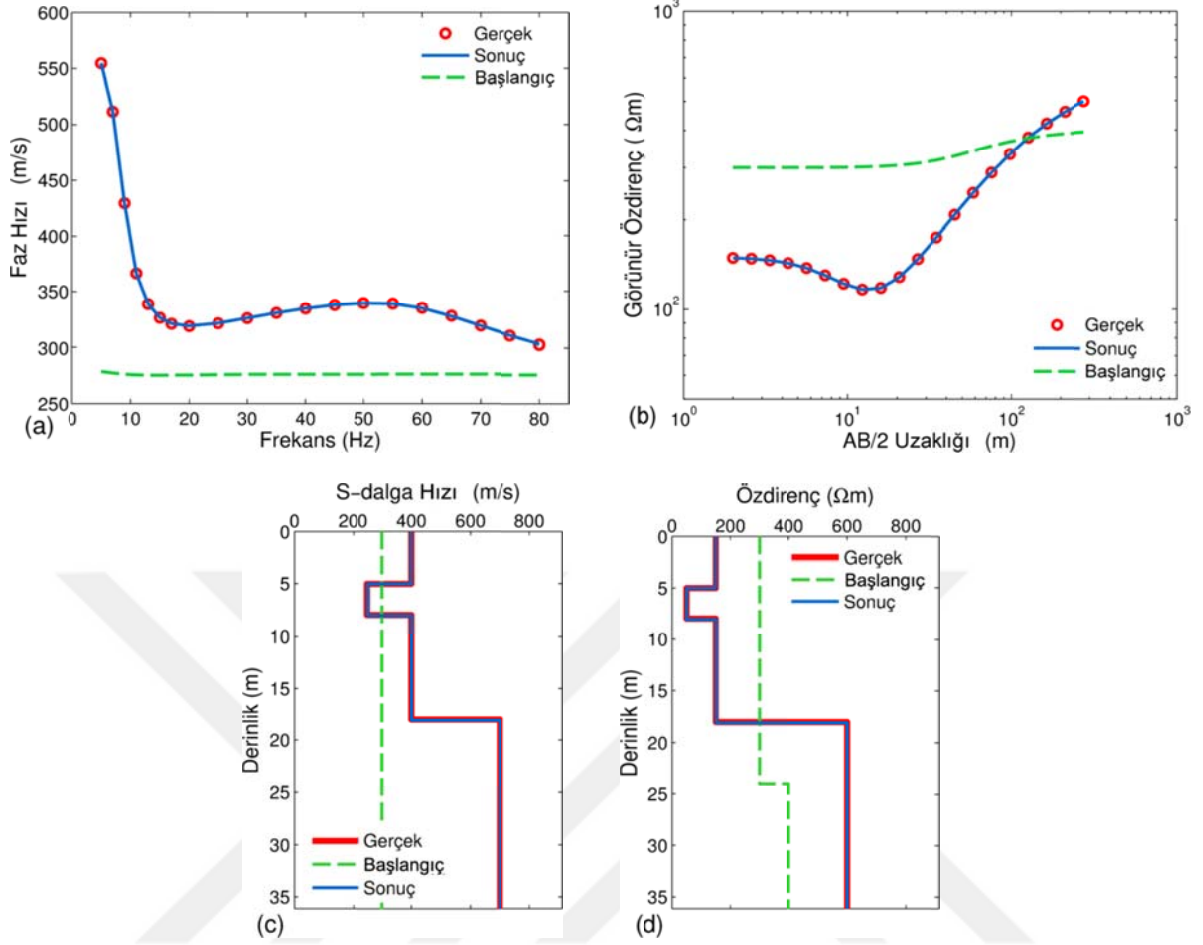 600
550
500
450
400
350
300
250
Faz Hızı (m/s)
0 10 20 30 40 50 60 70 80
Frekans (Hz)
Gerçek
Sonuç
Başlangıç
(a)
10³
10²
Görünür Özdirenç ( Ωm)
10⁰ 10¹ 10² 10³
AB/2 Uzaklığı (m)
Gerçek
Sonuç
Başlangıç
(b)
S-dalga Hızı (m/s)
0 200 400 600 800
0
5
10
15
20
25
30
35
Derinlik (m)
Gerçek
Başlangıç
Sonuç
(c)
Özdirenç (Ωm)
0 200 400 600 800
0
5
10
15
20
25
30
35
Derinlik (m)
Gerçek
Başlangıç
Sonuç
(d)